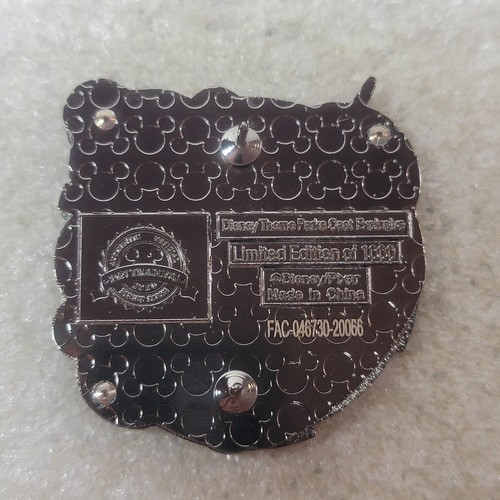 Disney Theme Parks Cast Exclusive
Limited Edition of 1000
©Disney/Pixar
Made in China
FAC-046730-20066